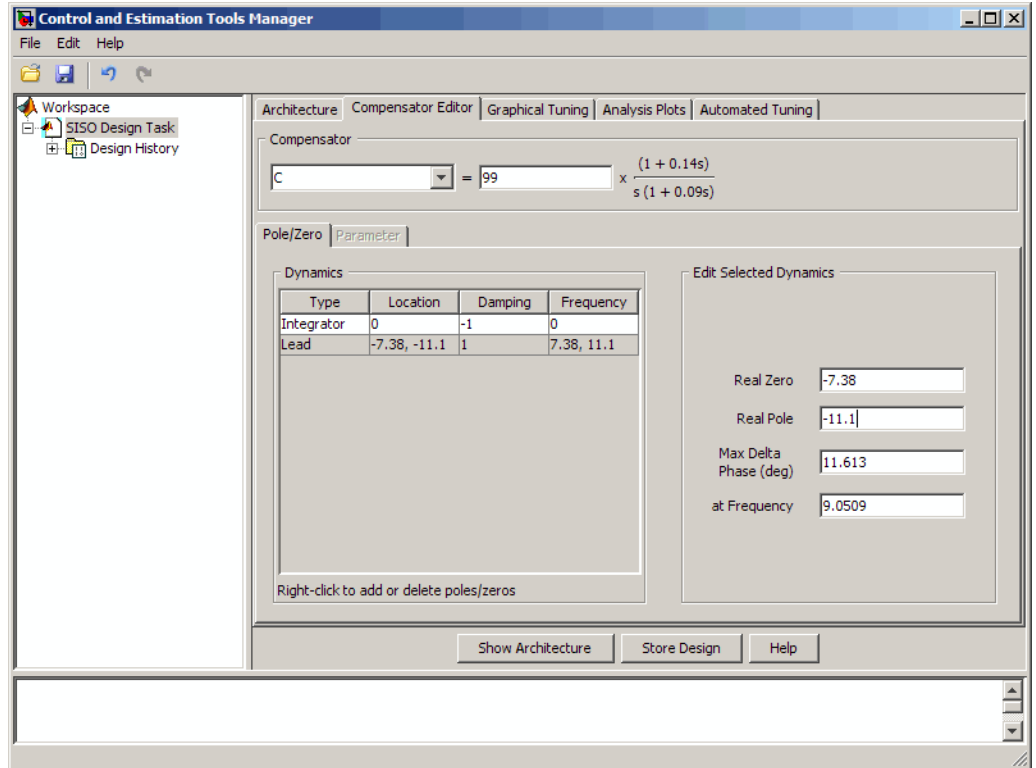 Control and Estimation Tools Manager
File Edit Help
Workspace
SISO Design Task
Design History
Architecture Compensator Editor Graphical Tuning Analysis Plots Automated Tuning
Compensator
C = 99 x (1 + 0.14s)
s (1 + 0.09s)
Pole/Zero Parameter
Dynamics
Type Location Damping Frequency
Integrator 0 -1 0
Lead -7.38, -11.1 1 7.38, 11.1
Right-click to add or delete poles/zeros
Edit Selected Dynamics
Real Zero -7.38
Real Pole -11.1
Max Delta
Phase (deg) 11.613
at Frequency 9.0509
Show Architecture Store Design Help